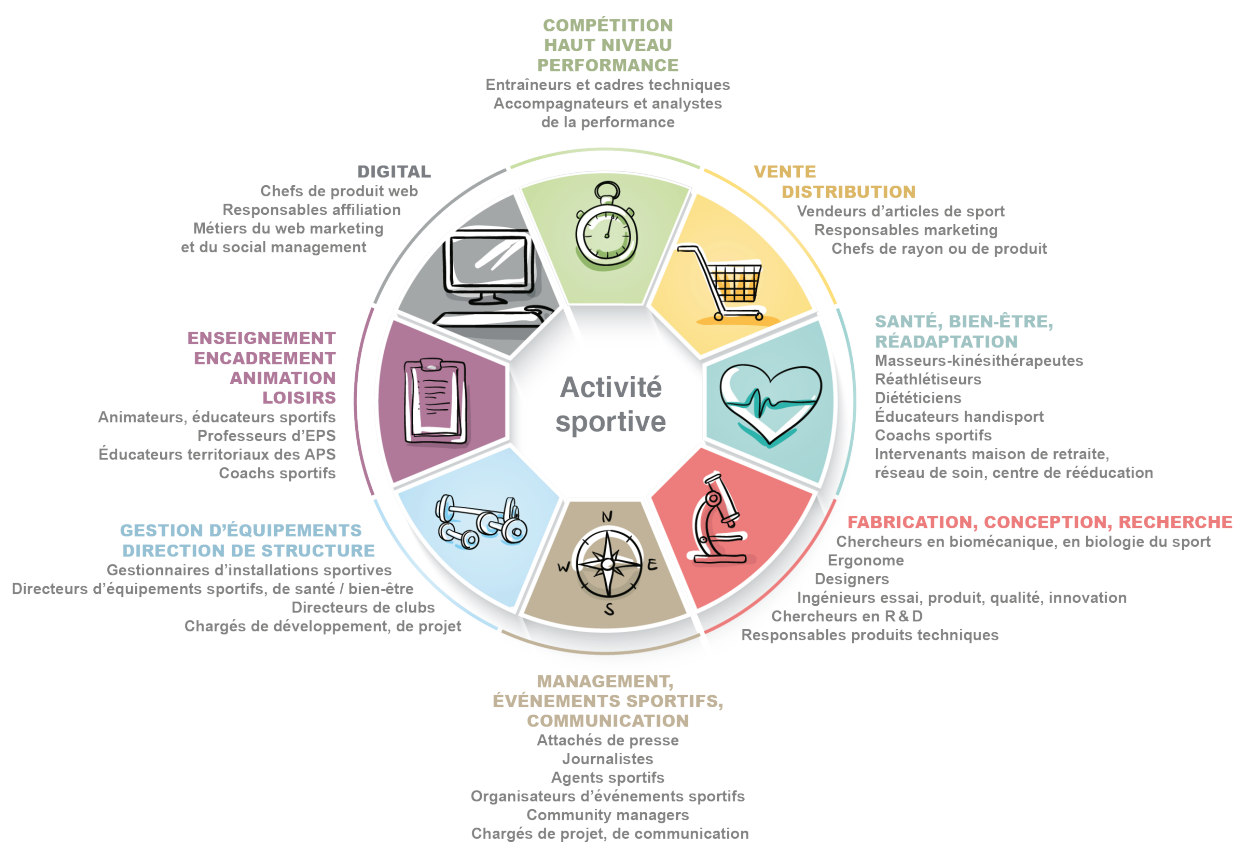 COMPÉTITION
HAUT NIVEAU
PERFORMANCE
Entraîneurs et cadres techniques
Accompagnateurs et analystes
de la performance
VENTE
DISTRIBUTION
Vendeurs d’articles de sport
Responsables marketing
Chefs de rayon ou de produit
SANTÉ, BIEN-ÊTRE,
RÉADAPTATION
Masseurs-kinésithérapeutes
Réathlétiseurs
Diététiciens
Éducateurs handisport
Coachs sportifs
Intervenants maison de retraite,
réseau de soin, centre de rééducation
FABRICATION, CONCEPTION, RECHERCHE
Chercheurs en biomécanique, en biologie du sport
Ergonome
Designers
Ingénieurs essai, produit, qualité, innovation
Chercheurs en R & D
Responsables produits techniques
MANAGEMENT,
ÉVÉNEMENTS SPORTIFS,
COMMUNICATION
Attachés de presse
Journalistes
Agents sportifs
Organisateurs d’événements sportifs
Community managers
Chargés de projet, de communication
GESTION D’ÉQUIPEMENTS
DIRECTION DE STRUCTURE
Gestionnaires d’installations sportives
Directeurs d’équipements sportifs, de santé / bien-être
Directeurs de clubs
Chargés de développement, de projet
ENSEIGNEMENT
ENCADREMENT
ANIMATION
LOISIRS
Animateurs, éducateurs sportifs
Professeurs d’EPS
Éducateurs territoriaux des APS
Coachs sportifs
DIGITAL
Chefs de produit web
Responsables affiliation
Métiers du web marketing
et du social management
Activité
sportive
N
W E
S